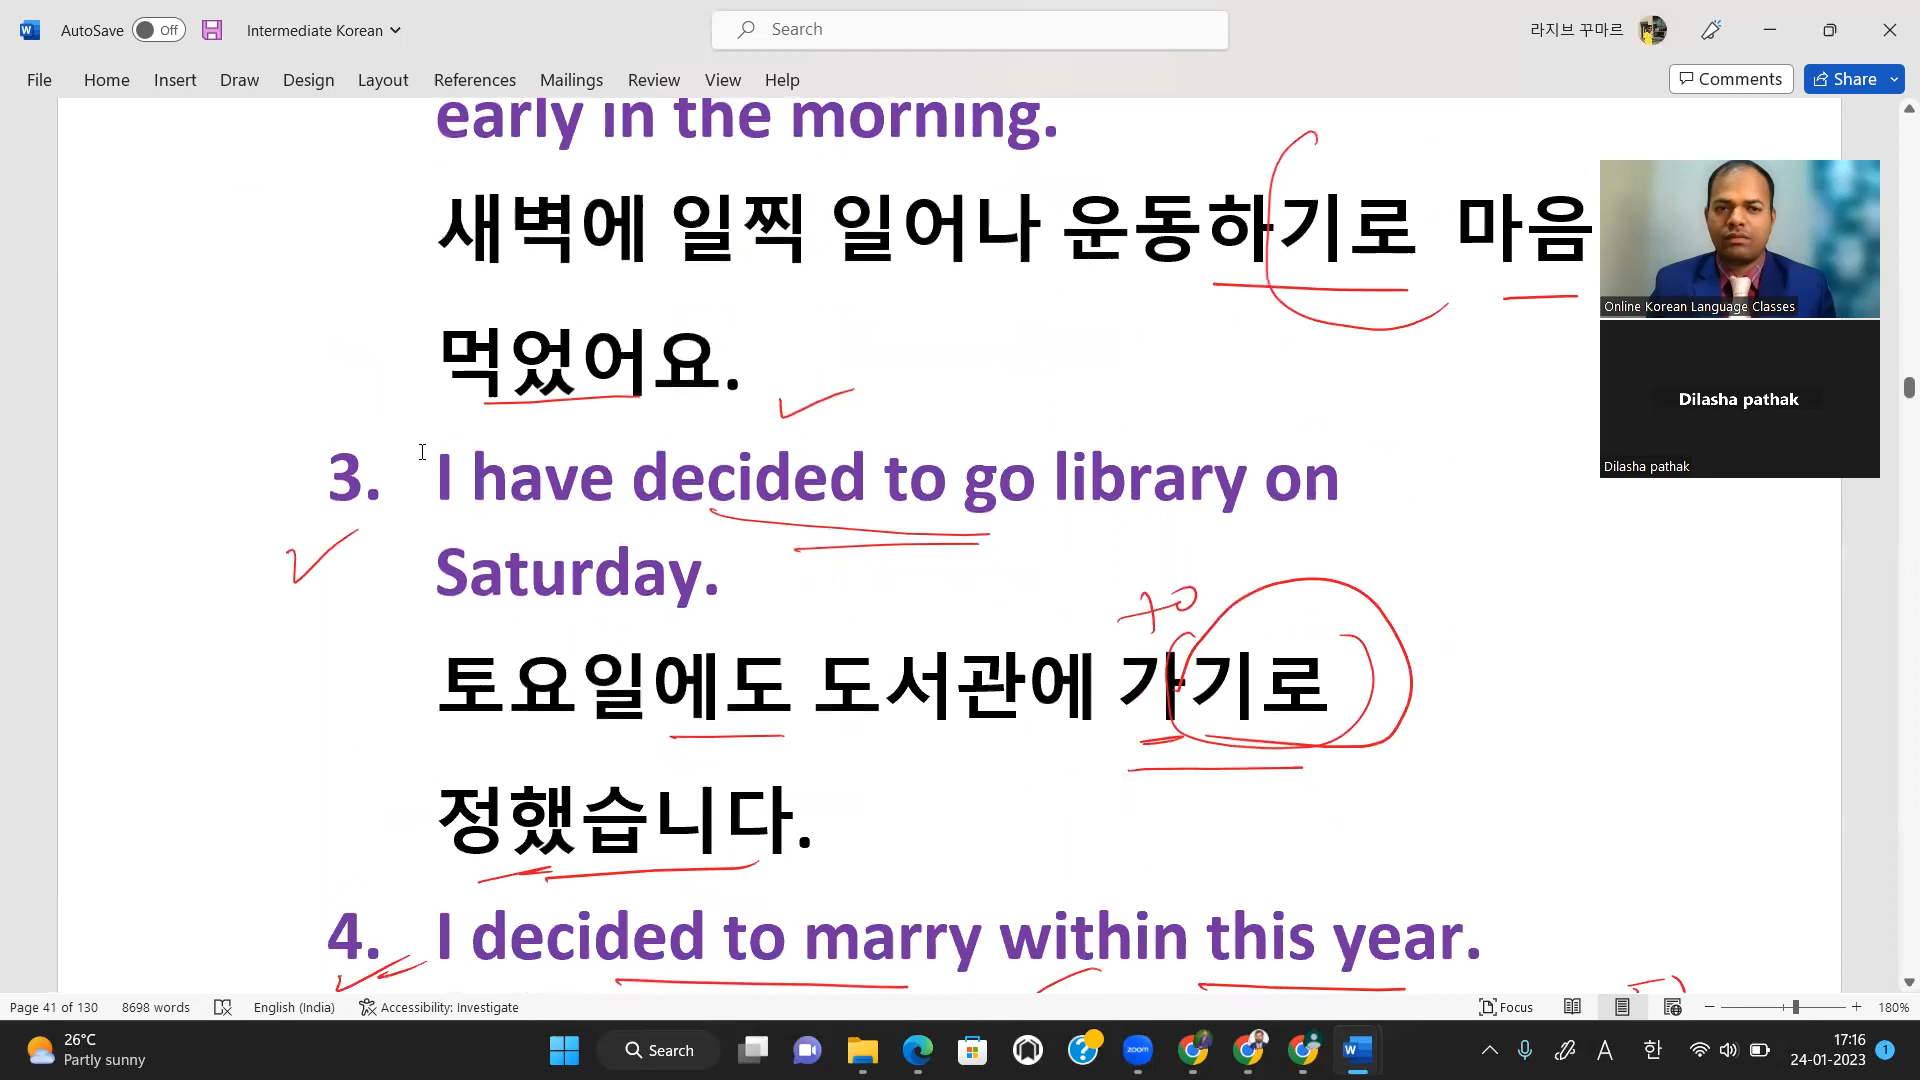 AutoSave Off Intermediate Korean Search 라지브 꾸마르
File Home Insert Draw Design Layout References Mailings Review View Help Comments Share
early in the morning.
새벽에 일찍 일어나 운동하기로 마음
먹었어요.
3. I have decided to go library on
Saturday.
to
토요일에도 도서관에 가기로
정했습니다.
4. I decided to marry within this year.
Online Korean Language Classes
Dilasha pathak
Dilasha pathak
Page 41 of 130 8698 words English (India) Accessibility: Investigate Focus 180%
26°C
Partly sunny
Search
zoom
A 한
17:16
24-01-2023
1